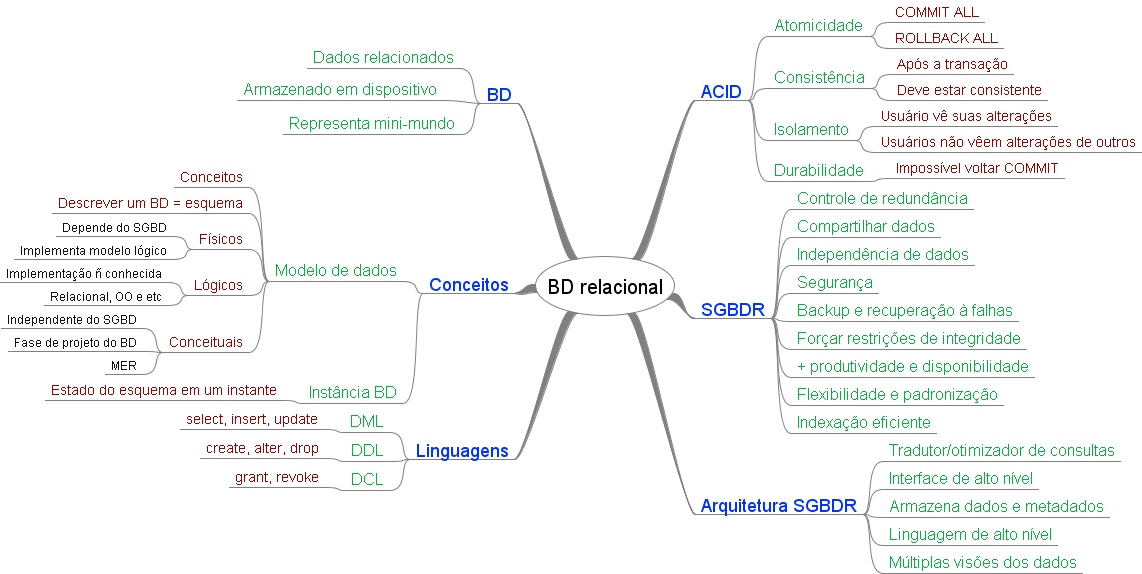 BD relacional
BD
Dados relacionados
Armazenado em dispositivo
Representa mini-mundo
Conceitos
Modelo de dados
Conceitos
Descrever um BD = esquema
Físicos
Depende do SGBD
Implementa modelo lógico
Lógicos
Implementação ñ conhecida
Relacional, OO e etc
Conceituais
Independente do SGBD
Fase de projeto do BD
MER
Instância BD
Estado do esquema em um instante
Linguagens
DML
select, insert, update
DDL
create, alter, drop
DCL
grant, revoke
ACID
Atomicidade
COMMIT ALL
ROLLBACK ALL
Consistência
Após a transação
Deve estar consistente
Isolamento
Usuário vê suas alterações
Usuários não vêem alterações de outros
Durabilidade
Impossível voltar COMMIT
SGBDR
Controle de redundância
Compartilhar dados
Independência de dados
Segurança
Backup e recuperação à falhas
Forçar restrições de integridade
+ produtividade e disponibilidade
Flexibilidade e padronização
Indexação eficiente
Arquitetura SGBDR
Tradutor/otimizador de consultas
Interface de alto nível
Armazena dados e metadados
Linguagem de alto nível
Múltiplas visões dos dados